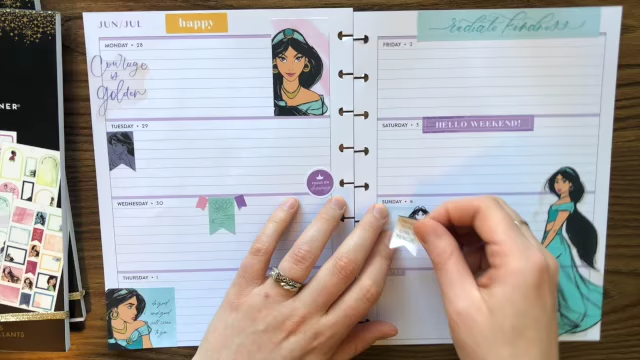 JUN/JUL
happy
MONDAY • 28
Courage
is
golden
TUESDAY • 29
WEDNESDAY • 30
THURSDAY • 1
radiate kindness
FRIDAY • 2
SATURDAY • 3
HELLO WEEKEND!
SUNDAY • 4